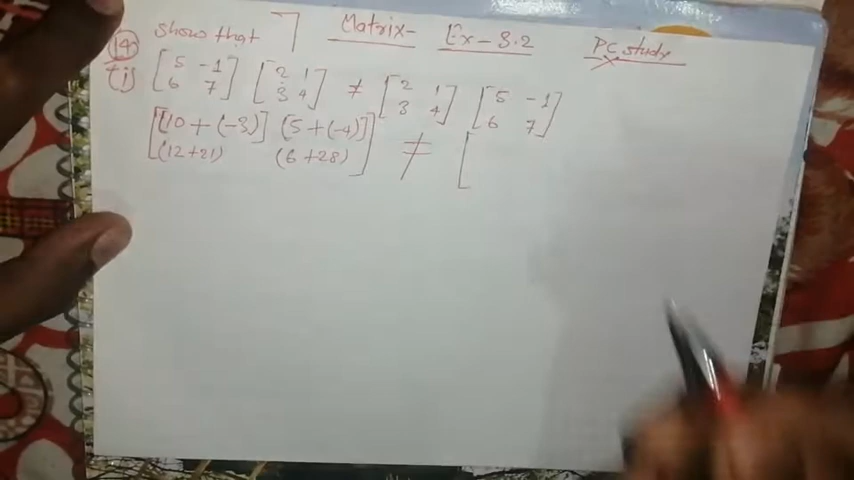 Matrix- Ex-3.2 PC study
(14) Show that
(i) [5 -1 [2 1 ≠ [2 1 [5 -1
6 7] 3 4] 3 4] 6 7]
[(10+(-3) (5+(-4)]
(12+21) (6+28)] ≠ [